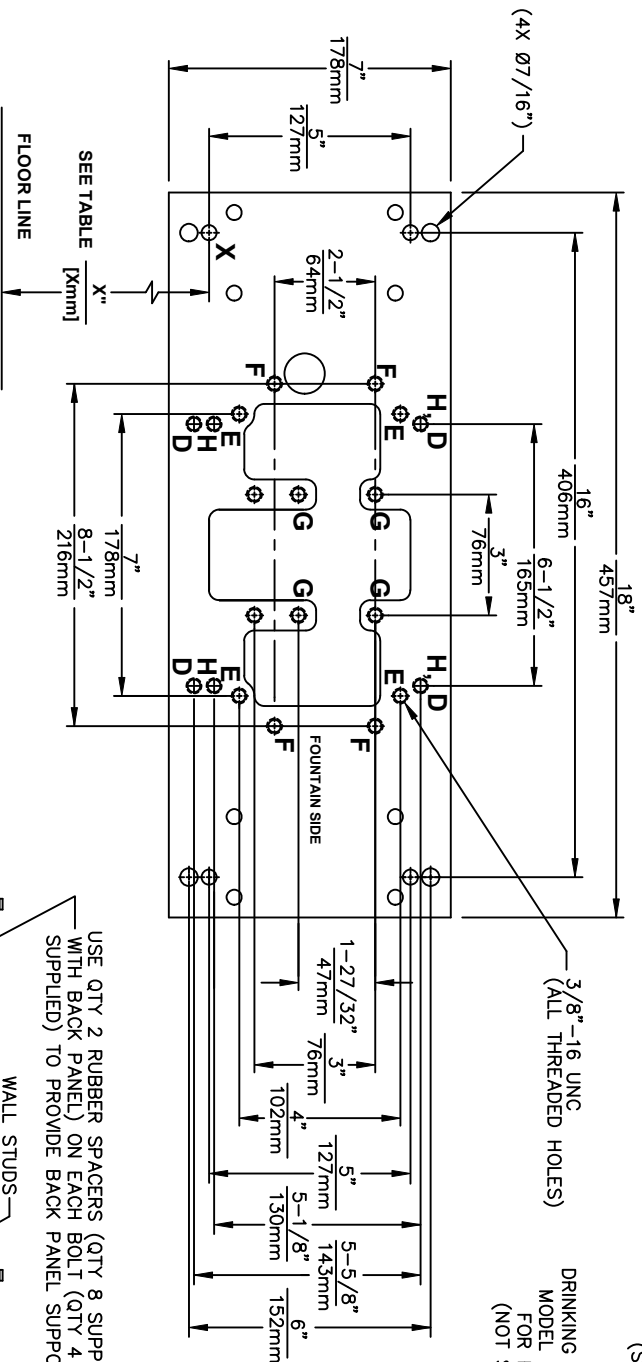 (4X Ø7/16")
7"
178mm
5"
127mm
SEE TABLE
X"
[Xmm]
FLOOR LINE
X
2-1/2"
64mm
18"
457mm
16"
406mm
6-1/2"
165mm
3"
76mm
F
F
H, D
E
E
H
D
G
G
G
G
H, D
E
E
H
D
F
F
7"
178mm
8-1/2"
216mm
FOUNTAIN SIDE
3/8"-16 UNC
(ALL THREADED HOLES)
1-27/32"
47mm
3"
76mm
4"
102mm
5"
127mm
5-1/8"
130mm
5-5/8"
143mm
6"
152mm
DRINKING
MODEL
FOR
(NOT
USE QTY 2 RUBBER SPACERS (QTY 8 SUPP
WITH BACK PANEL) ON EACH BOLT (QTY 4
SUPPLIED) TO PROVIDE BACK PANEL SUPPO
WALL STUDS